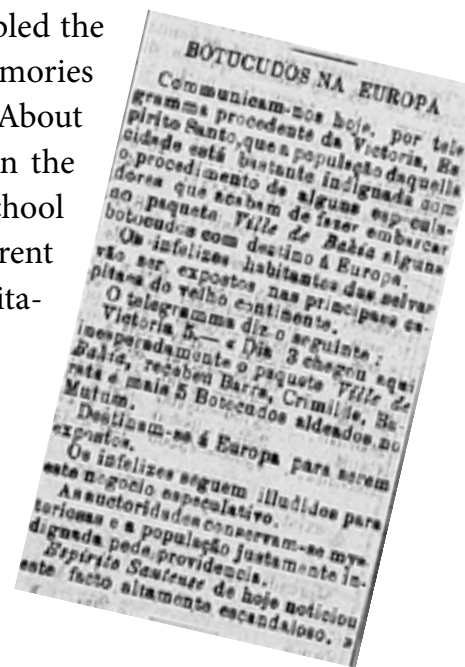 bled the
mories
About
n the
chool
rent
ita-
BOTUCUDOS NA EUROPA
Communicam-nos hoje, por tele
gramma procedente da Victoria, Es
pirito Santo, que a população daquella
cidade está bastante indignada com
o procedimento de alguns especula-
dores que acabam de fazer embarcar
no paquete Ville de Bahia alguns
botocudos com destino á Europa.
Os infelizes habitantes das selvas
vão ser expostos nas principaes ca-
pitaes do velho continente.
O telegramma diz o seguinte:
Victoria 5.— « Dia 3 chegou aqui
inesperadamente o paquete Ville de
Bahia, recebeu Barra, Crimilde, Ba
rata e mais 5 Botocudos aldeados no
Mutum.
Destinam-se á Europa para serem
expostos.
Os infelizes seguem illudidos para
este negocio especulativo.
As auctoridades conservam-se mys
teriosas e a população justamente in-
dignada pede providencia.
Espirito Santense de hoje noticiou
este facto altamente escandaloso. »